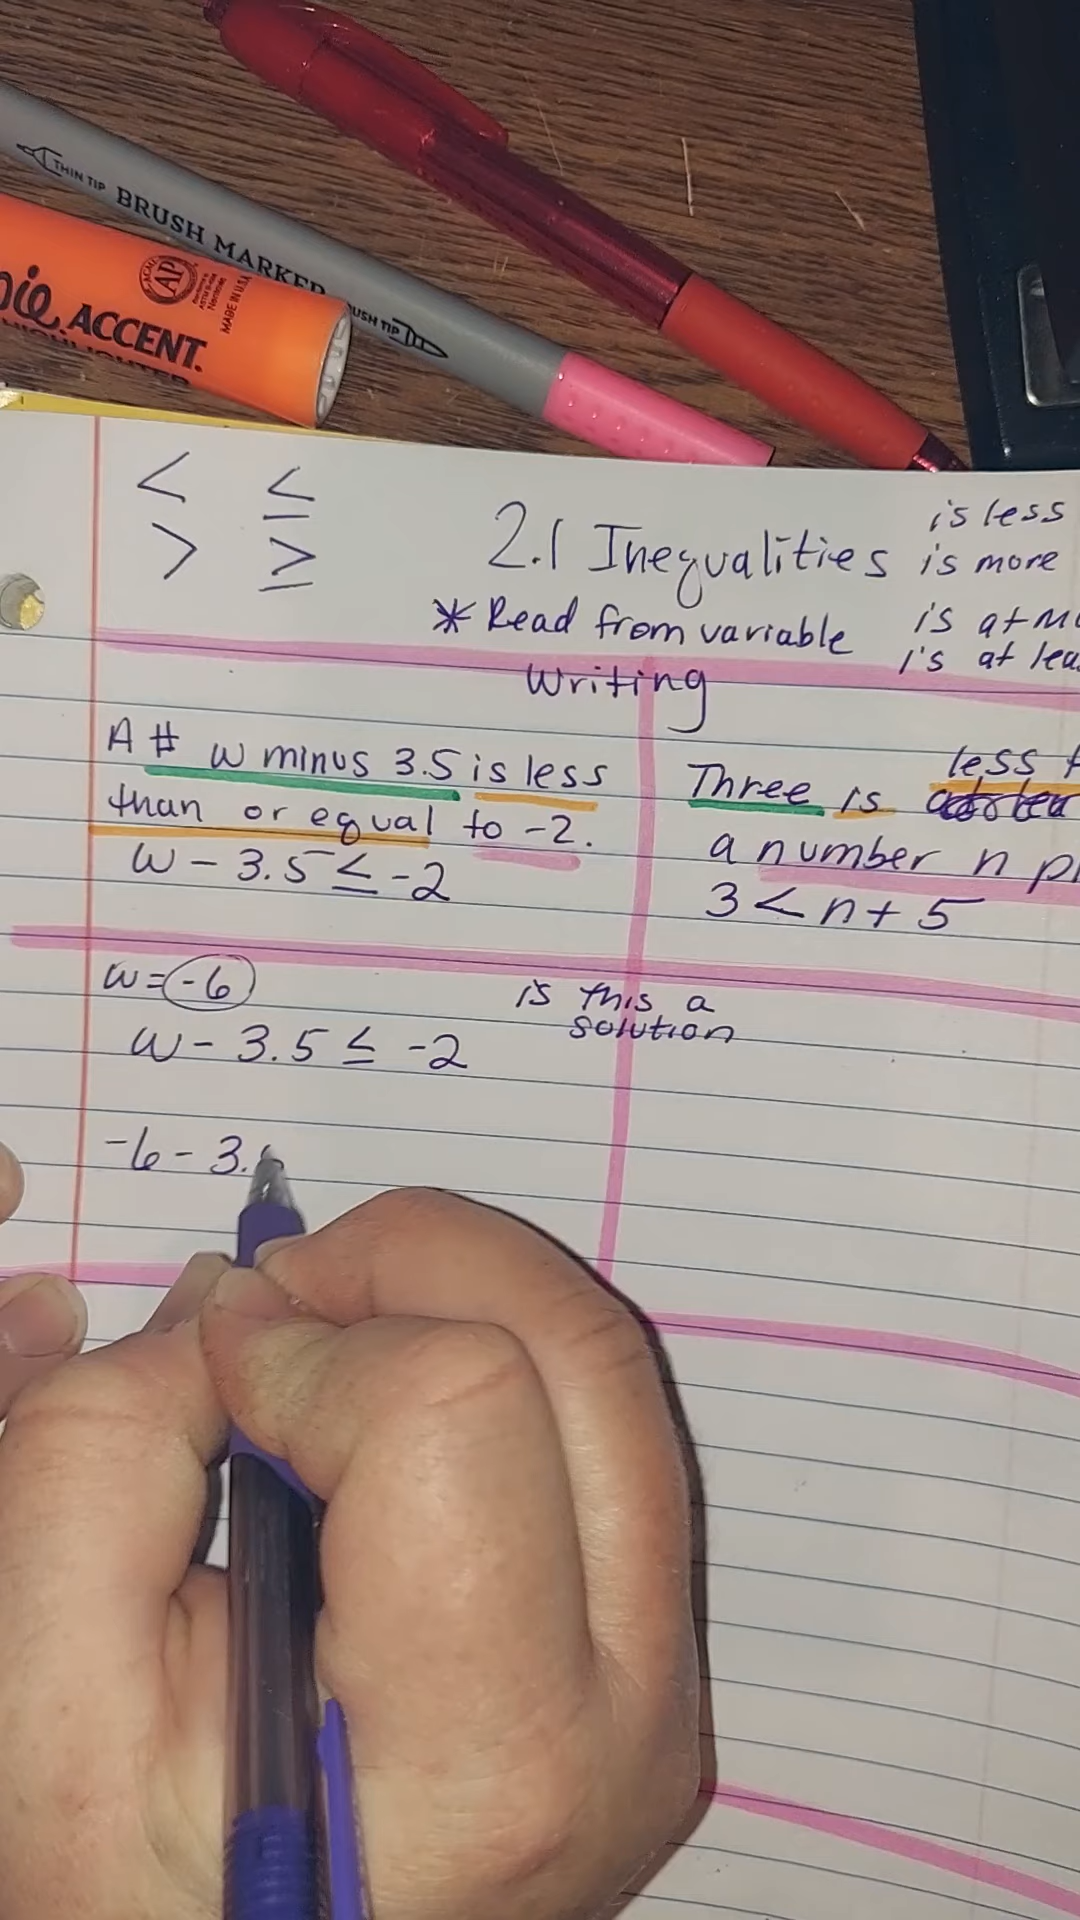 THIN TIP BRUSH MARKER
ACCENT.
MADE IN USA
< ≤
> ≥
2.1 Inequalities
is less
is more
* Read from variable
is at
is at
Writing
A # w minus 3.5 is less
than or equal to -2.
w - 3.5 ≤ -2
less
Three is
a number n
3 < n + 5
w = -6
is this a
solution
w - 3.5 ≤ -2
-6 - 3.